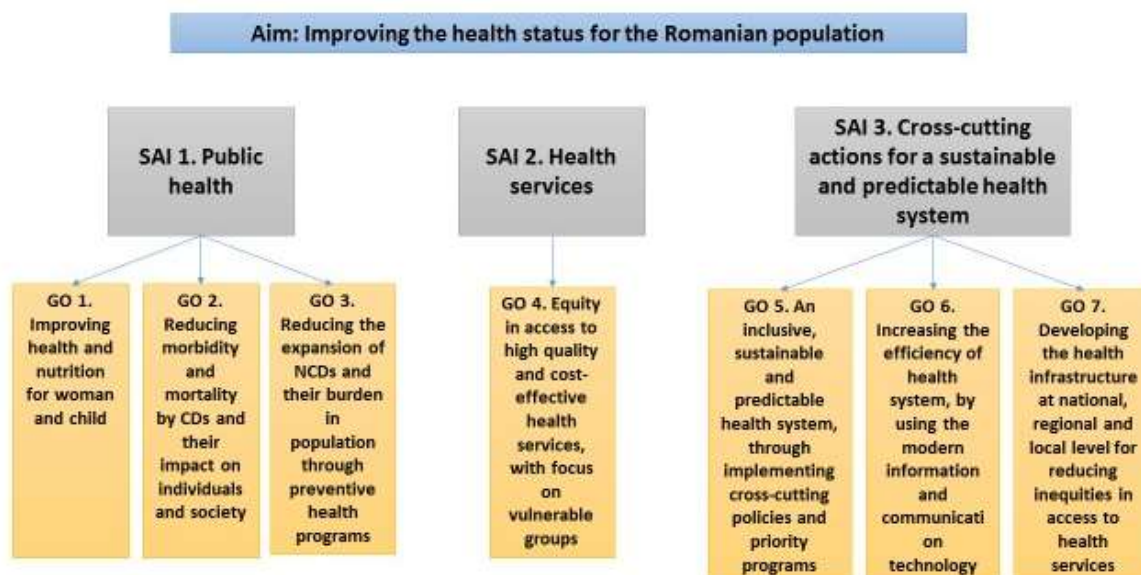 Aim: Improving the health status for the Romanian population
SAI 1. Public
health
SAI 2. Health
services
SAI 3. Cross-cutting
actions for a sustainable
and predictable health
system
GO 1.
Improving
health and
nutrition
for woman
and child
GO 2.
Reducing
morbidity
and
mortality
by CDs and
their
impact on
individuals
and society
GO 3.
Reducing the
expansion of
NCDs and
their burden
in
population
through
preventive
health
programs
GO 4. Equity
in access to
high quality
and cost-
effective
health
services,
with focus
on
vulnerable
groups
GO 5. An
inclusive,
sustainable
and
predictable
health system,
through
implementing
cross-cutting
policies and
priority
programs
GO 6.
Increasing the
efficiency of
health
system, by
using the
modern
information
and
communicati
on
technology
GO 7.
Developing
the health
infrastructure
at national,
regional and
local level for
reducing
inequities in
access to
health
services